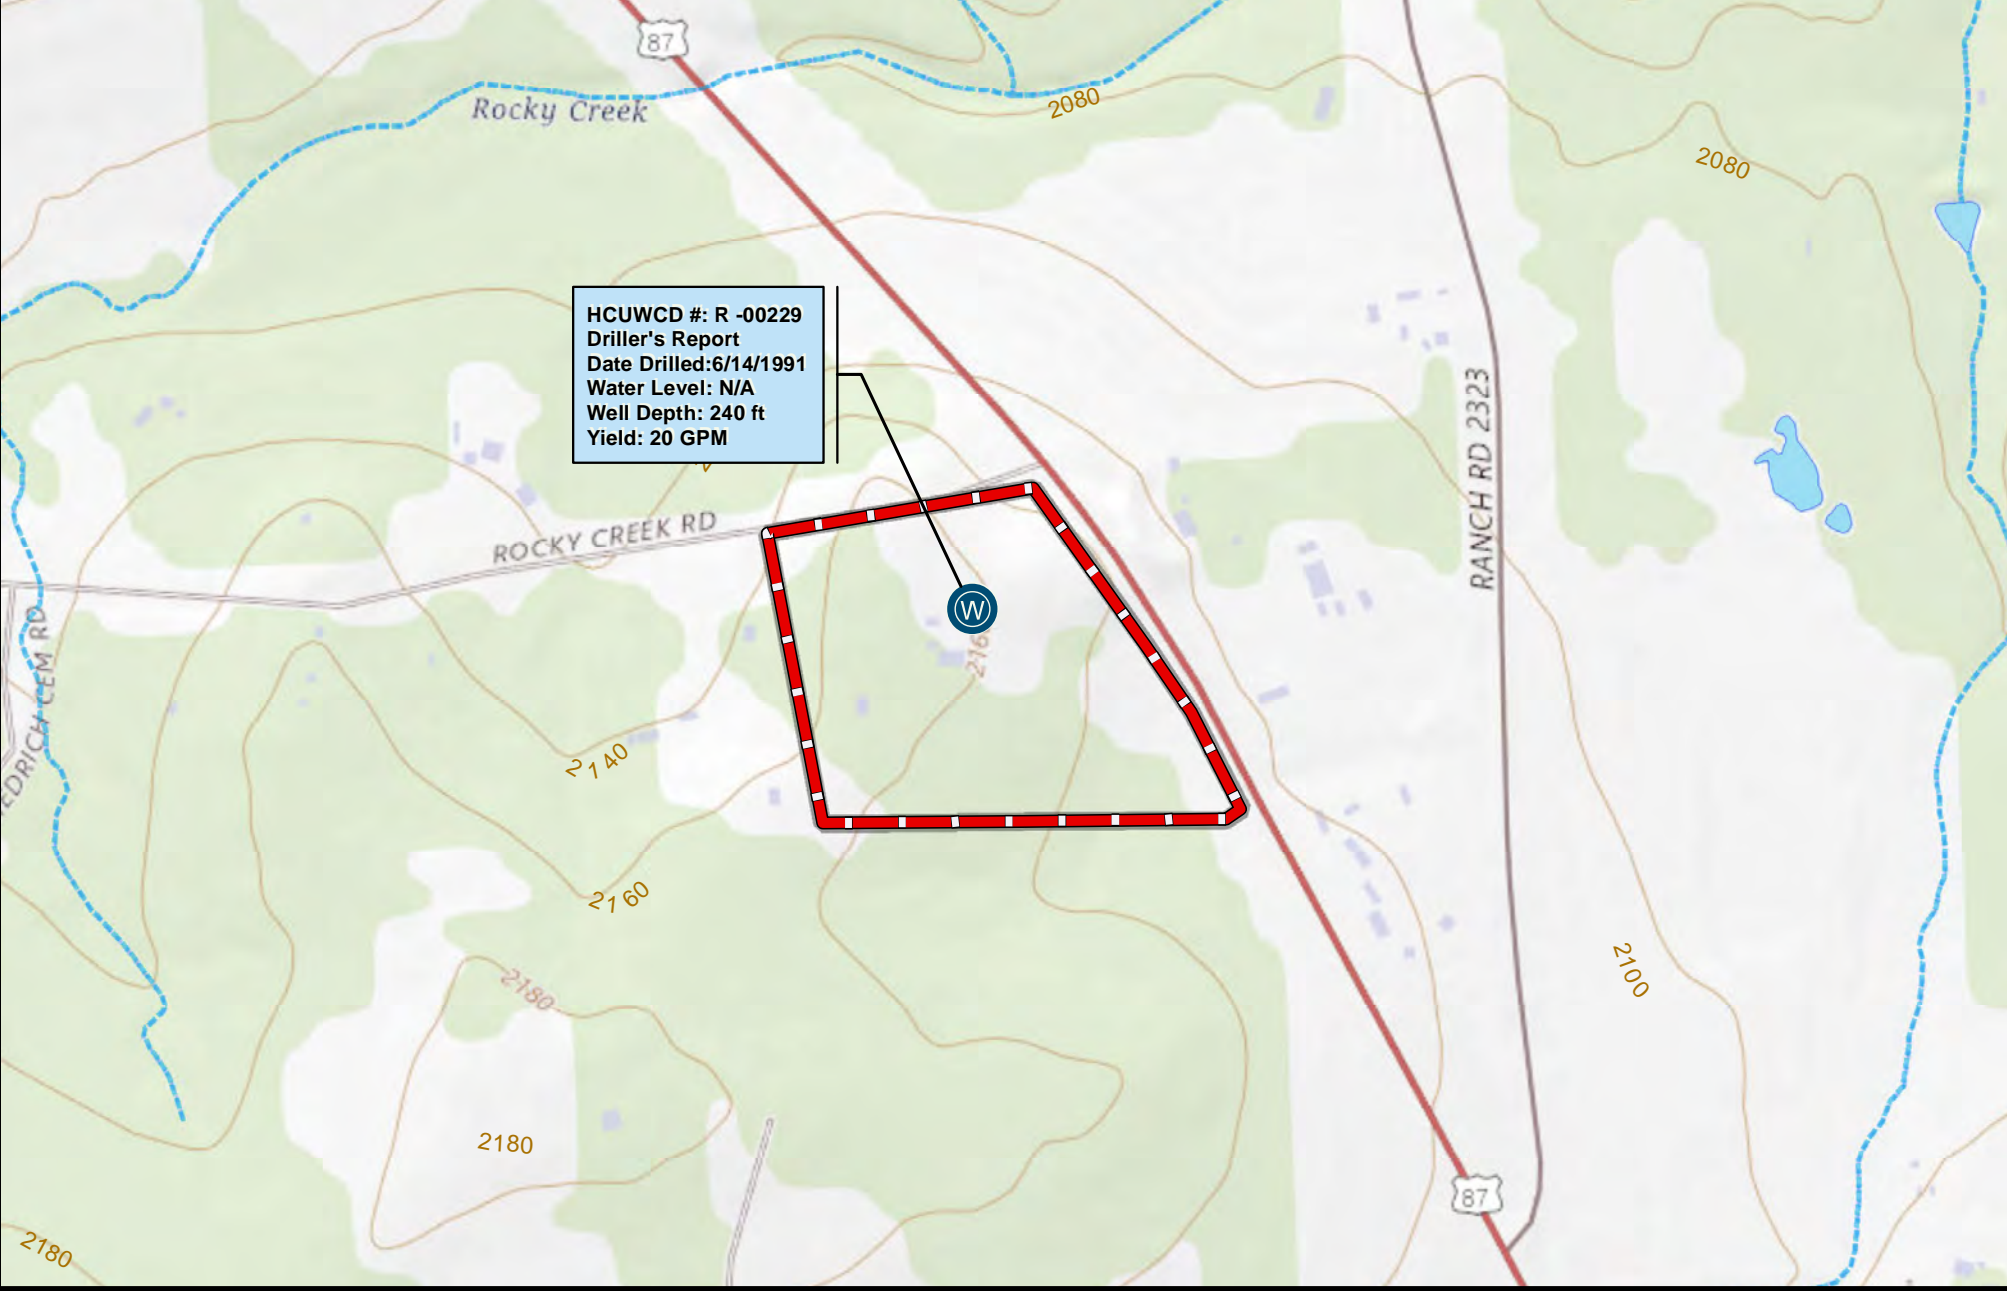 87
Rocky Creek
2080
2080
HCUWCD #: R -00229
Driller's Report
Date Drilled:6/14/1991
Water Level: N/A
Well Depth: 240 ft
Yield: 20 GPM
RANCH RD 2323
ROCKY CREEK RD
W
EDRICH CEM RD
2140
2160
2180
2100
2180
87
2180